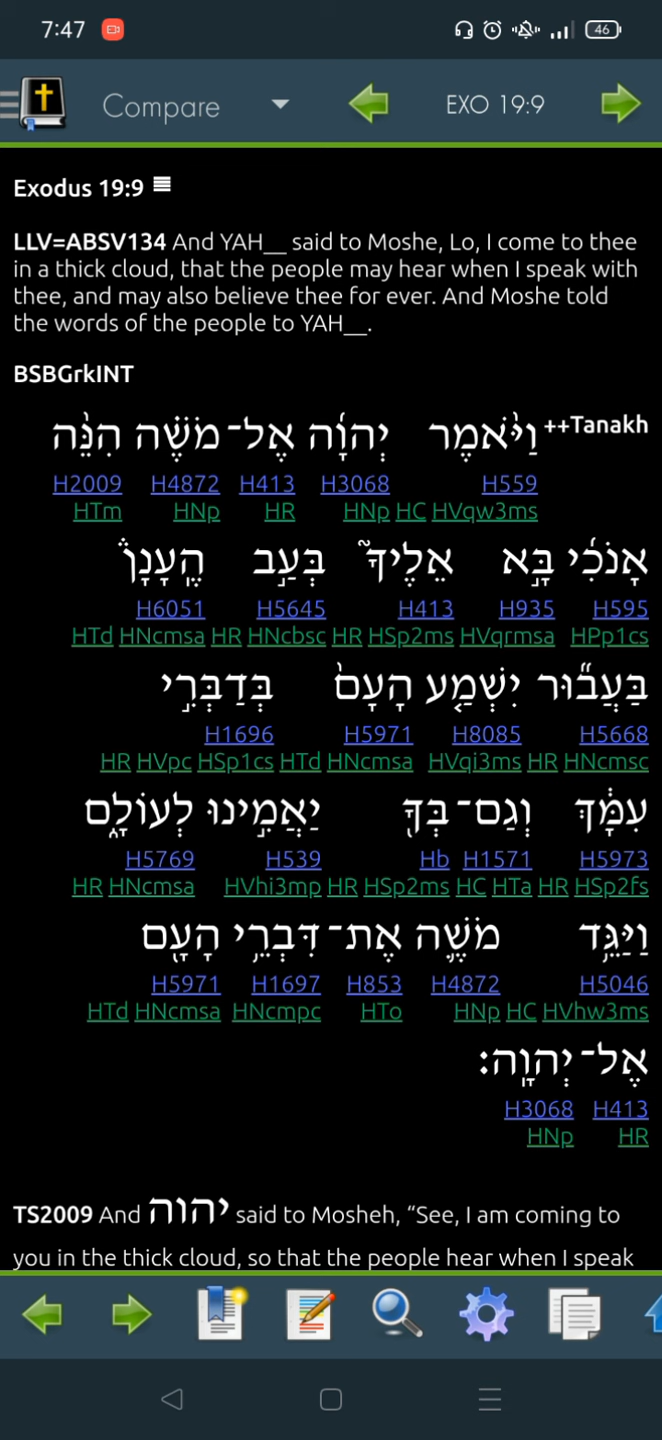 7:47
46
Compare
EXO 19:9
Exodus 19:9
LLV=ABSV134 And YAH__ said to Moshe, Lo, I come to thee
in a thick cloud, that the people may hear when I speak with
thee, and may also believe thee for ever. And Moshe told
the words of the people to YAH__.
BSBGrkINT
++Tanakh וַיֹּ֨אמֶר יְהוָ֜ה אֶל־ מֹשֶׁ֗ה הִנֵּ֨ה
H2009 H4872 H413 H3068 H559
HTm HNp HR HNp HC HVqw3ms
אָנֹכִ֜י בָּ֣א אֵלֶיךָ֮ בְּעַ֣ב הֶֽעָנָן֒
H6051 H5645 H413 H935 H595
HTd HNcmsa HR HNcbsc HR HSp2ms HVqrmsa HPp1cs
בַּעֲב֞וּר יִשְׁמַ֤ע הָעָם֙ בְּדַבְּרִ֣י
H1696 H5971 H8085 H5668
HR HVpc HSp1cs HTd HNcmsa HVqi3ms HR HNcmsc
עִמָּ֔ךְ וְגַם־ בְּךָ֖ יַאֲמִ֣ינוּ לְעוֹלָ֑ם
H5769 H539 Hb H1571 H5973
HR HNcmsa HVhi3mp HR HSp2ms HC HTa HR HSp2fs
וַיַּגֵּ֥ד מֹשֶׁ֛ה אֶת־ דִּבְרֵ֥י הָעָ֖ם
H5971 H1697 H853 H4872 H5046
HTd HNcmsa HNcmpc HTo HNp HC HVhw3ms
אֶל־ יְהוָֽה׃
H3068 H413
HNp HR
TS2009 And יהוה said to Mosheh, “See, I am coming to
you in the thick cloud, so that the people hear when I speak